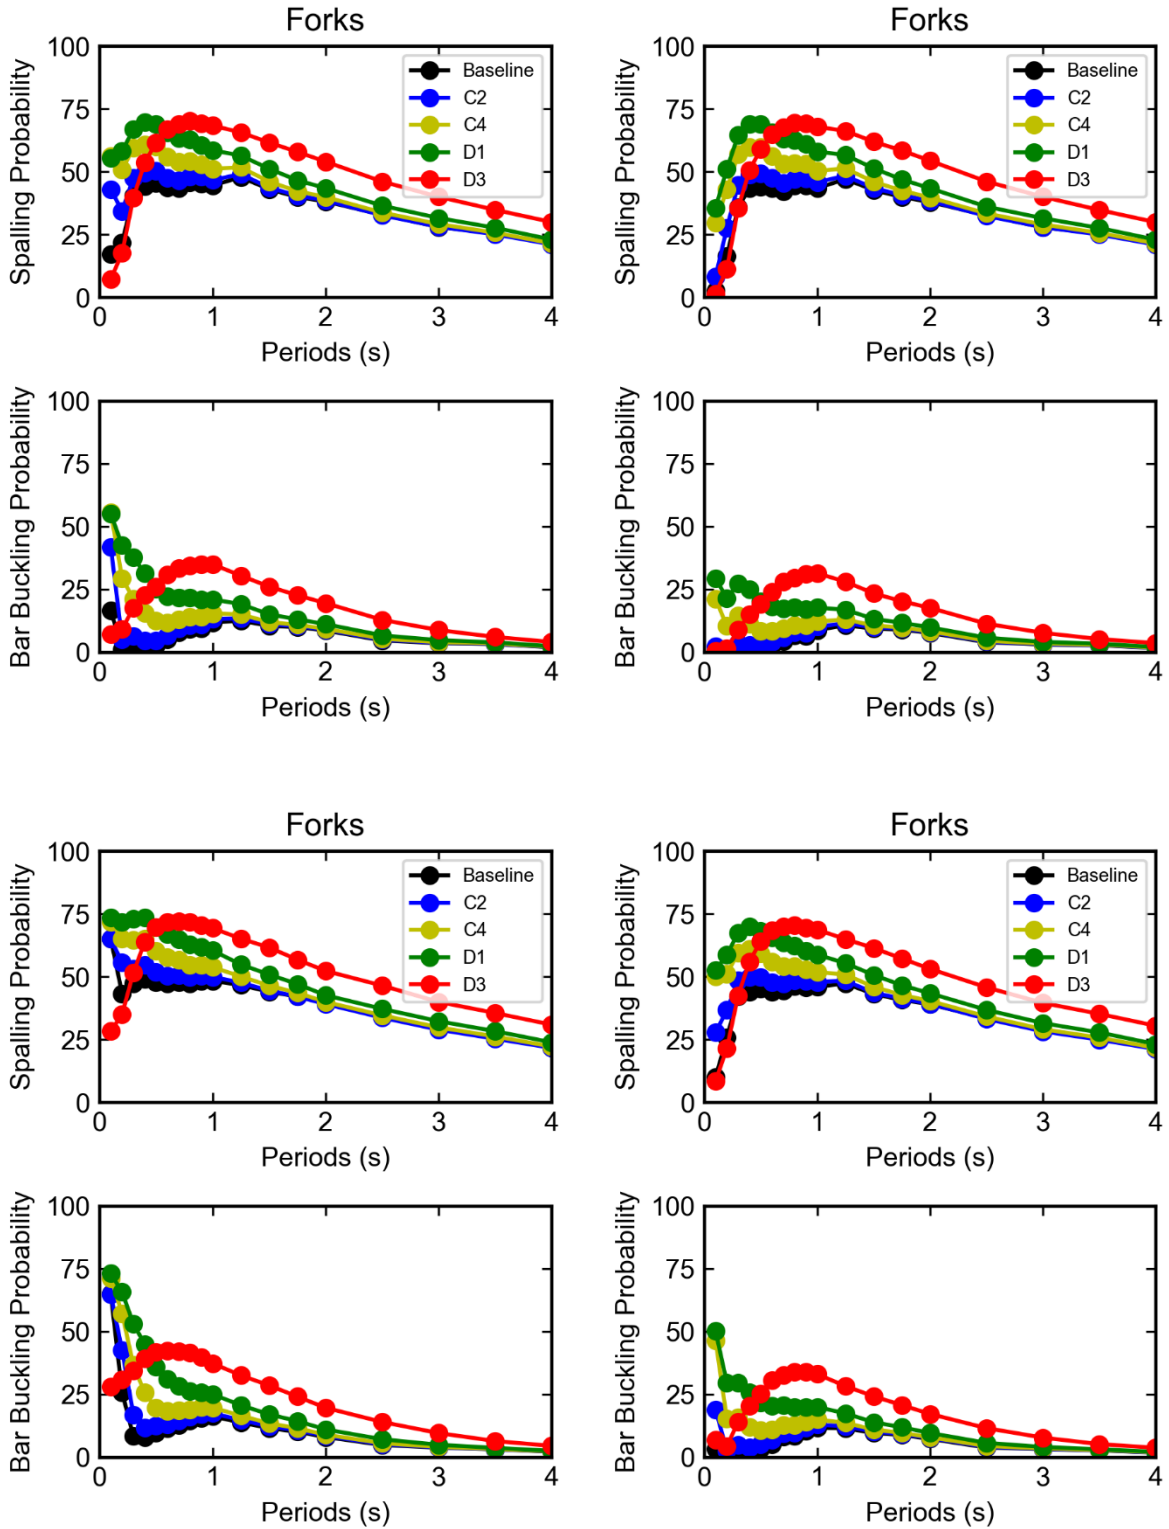 Forks
Spalling Probability
100
75
50
25
0
0 1 2 3 4
Periods (s)
Baseline
C2
C4
D1
D3
Forks
Spalling Probability
100
75
50
25
0
0 1 2 3 4
Periods (s)
Baseline
C2
C4
D1
D3
Bar Buckling Probability
100
75
50
25
0
0 1 2 3 4
Periods (s)
Bar Buckling Probability
100
75
50
25
0
0 1 2 3 4
Periods (s)
Forks
Spalling Probability
100
75
50
25
0
0 1 2 3 4
Periods (s)
Baseline
C2
C4
D1
D3
Forks
Spalling Probability
100
75
50
25
0
0 1 2 3 4
Periods (s)
Baseline
C2
C4
D1
D3
Bar Buckling Probability
100
75
50
25
0
0 1 2 3 4
Periods (s)
Bar Buckling Probability
100
75
50
25
0
0 1 2 3 4
Periods (s)